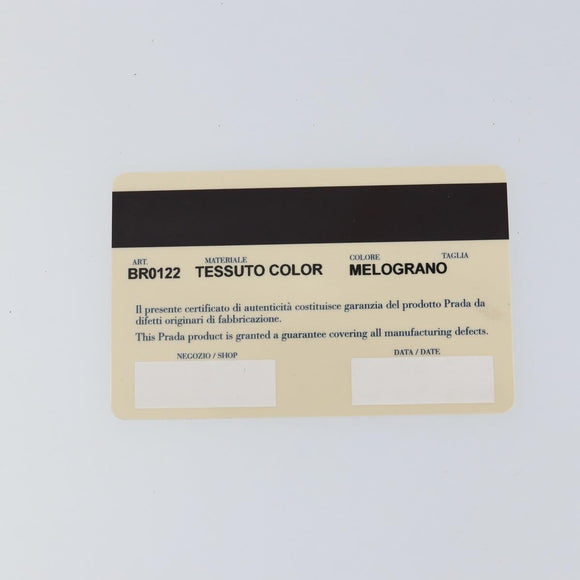 ART. MATERIALE COLORE TAGLIA
BR0122 TESSUTO COLOR MELOGRANO
Il presente certificato di autenticità costituisce garanzia del prodotto Prada da
difetti originari di fabbricazione.
This Prada product is granted a guarantee covering all manufacturing defects.
NEGOZIO / SHOP DATA / DATE